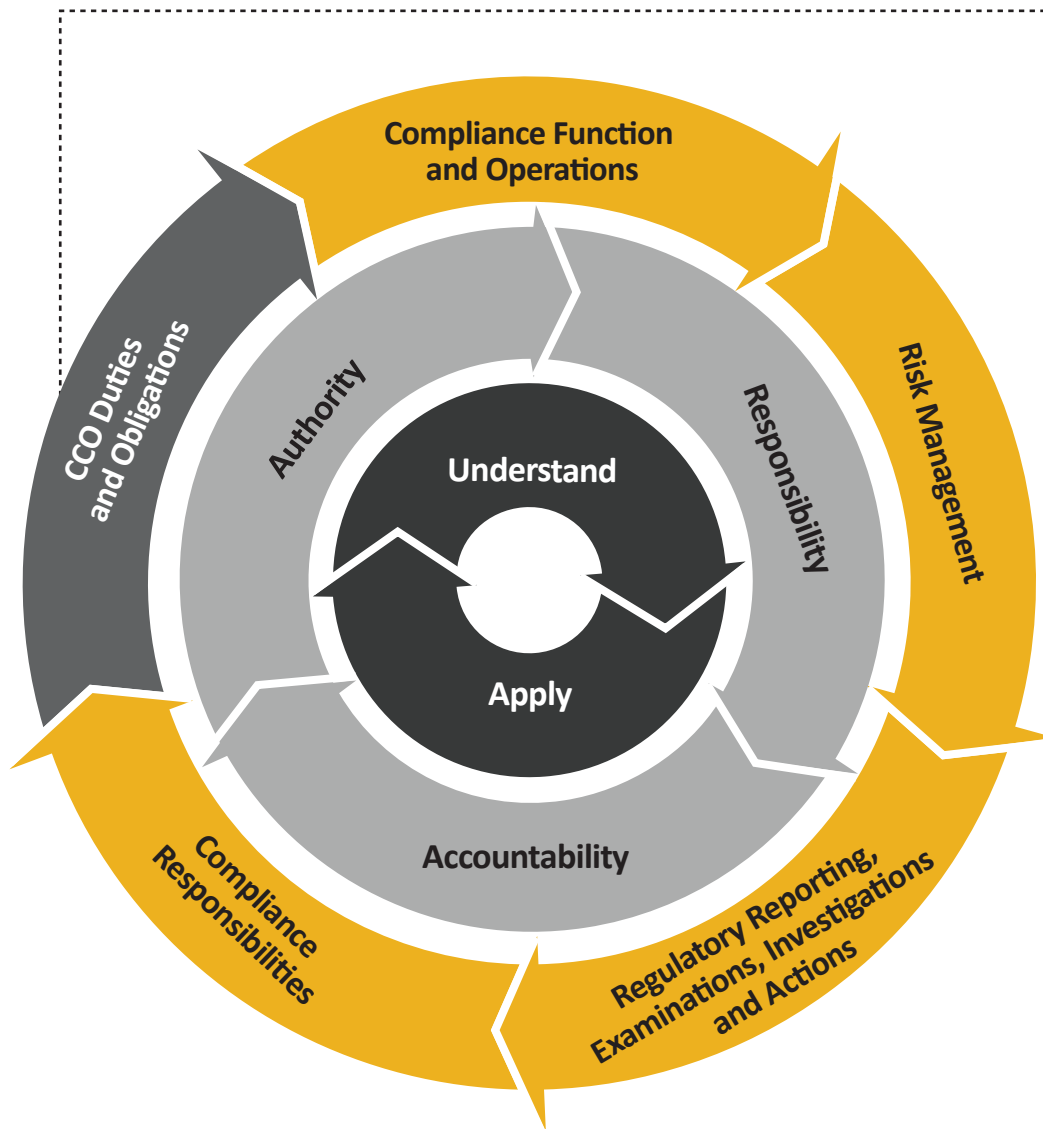 Compliance Function
and Operations
Risk Management
Regulatory Reporting,
Examinations, Investigations
and Actions
Compliance
Responsibilities
CCO Duties
and Obligations
Authority
Responsibility
Accountability
Understand
Apply